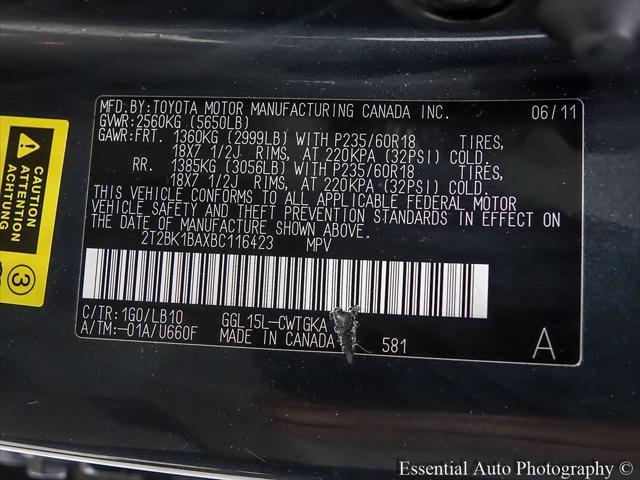 MFD.BY:TOYOTA MOTOR MANUFACTURING CANADA INC. 06/11
GVWR:2560KG (5650LB)
GAWR:FRT. 1360KG (2999LB) WITH P235/60R18 TIRES,
18X7 1/2J RIMS, AT 220KPA (32PSI) COLD.
RR. 1385KG (3056LB) WITH P235/60R18 TIRES,
18X7 1/2J RIMS, AT 220KPA (32PSI) COLD.
THIS VEHICLE CONFORMS TO ALL APPLICABLE FEDERAL MOTOR
VEHICLE SAFETY AND THEFT PREVENTION STANDARDS IN EFFECT ON
THE DATE OF MANUFACTURE SHOWN ABOVE.
2T2BK1BAXBC116423 MPV
C/TR:1G0/LB10 GGL15L-CWTGKA
A/TM:-01A/U660F MADE IN CANADA 581 A
CAUTION
ATTENTION
ACHTUNG
3
Essential Auto Photography ©